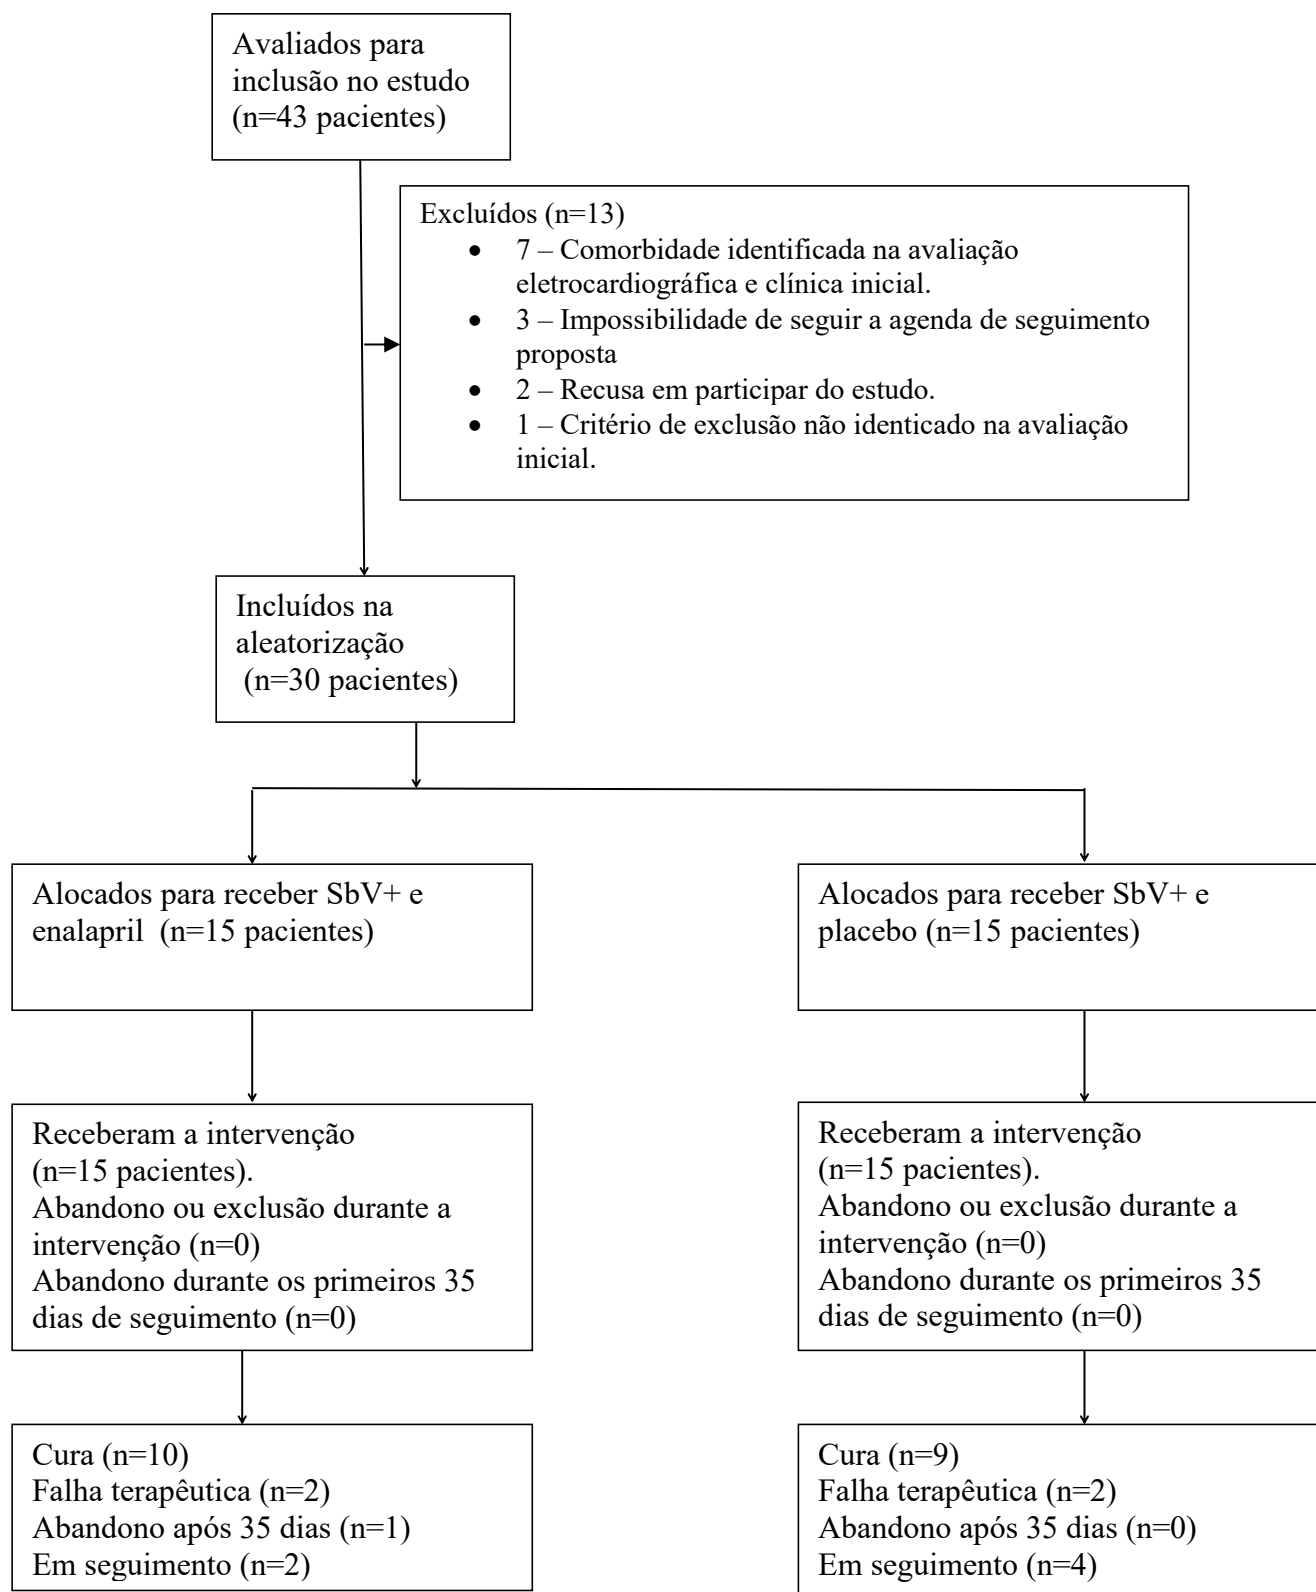 Avaliados para
inclusão no estudo
(n=43 pacientes)
Excluídos (n=13)
• 7 – Comorbidade identificada na avaliação
eletrocardiográfica e clínica inicial.
• 3 – Impossibilidade de seguir a agenda de seguimento
proposta
• 2 – Recusa em participar do estudo.
• 1 – Critério de exclusão não identicado na avaliação
inicial.
Incluídos na
aleatorização
(n=30 pacientes)
Alocados para receber SbV+ e
enalapril (n=15 pacientes)
Alocados para receber SbV+ e
placebo (n=15 pacientes)
Receberam a intervenção
(n=15 pacientes).
Abandono ou exclusão durante a
intervenção (n=0)
Abandono durante os primeiros 35
dias de seguimento (n=0)
Receberam a intervenção
(n=15 pacientes).
Abandono ou exclusão durante a
intervenção (n=0)
Abandono durante os primeiros 35
dias de seguimento (n=0)
Cura (n=10)
Falha terapêutica (n=2)
Abandono após 35 dias (n=1)
Em seguimento (n=2)
Cura (n=9)
Falha terapêutica (n=2)
Abandono após 35 dias (n=0)
Em seguimento (n=4)